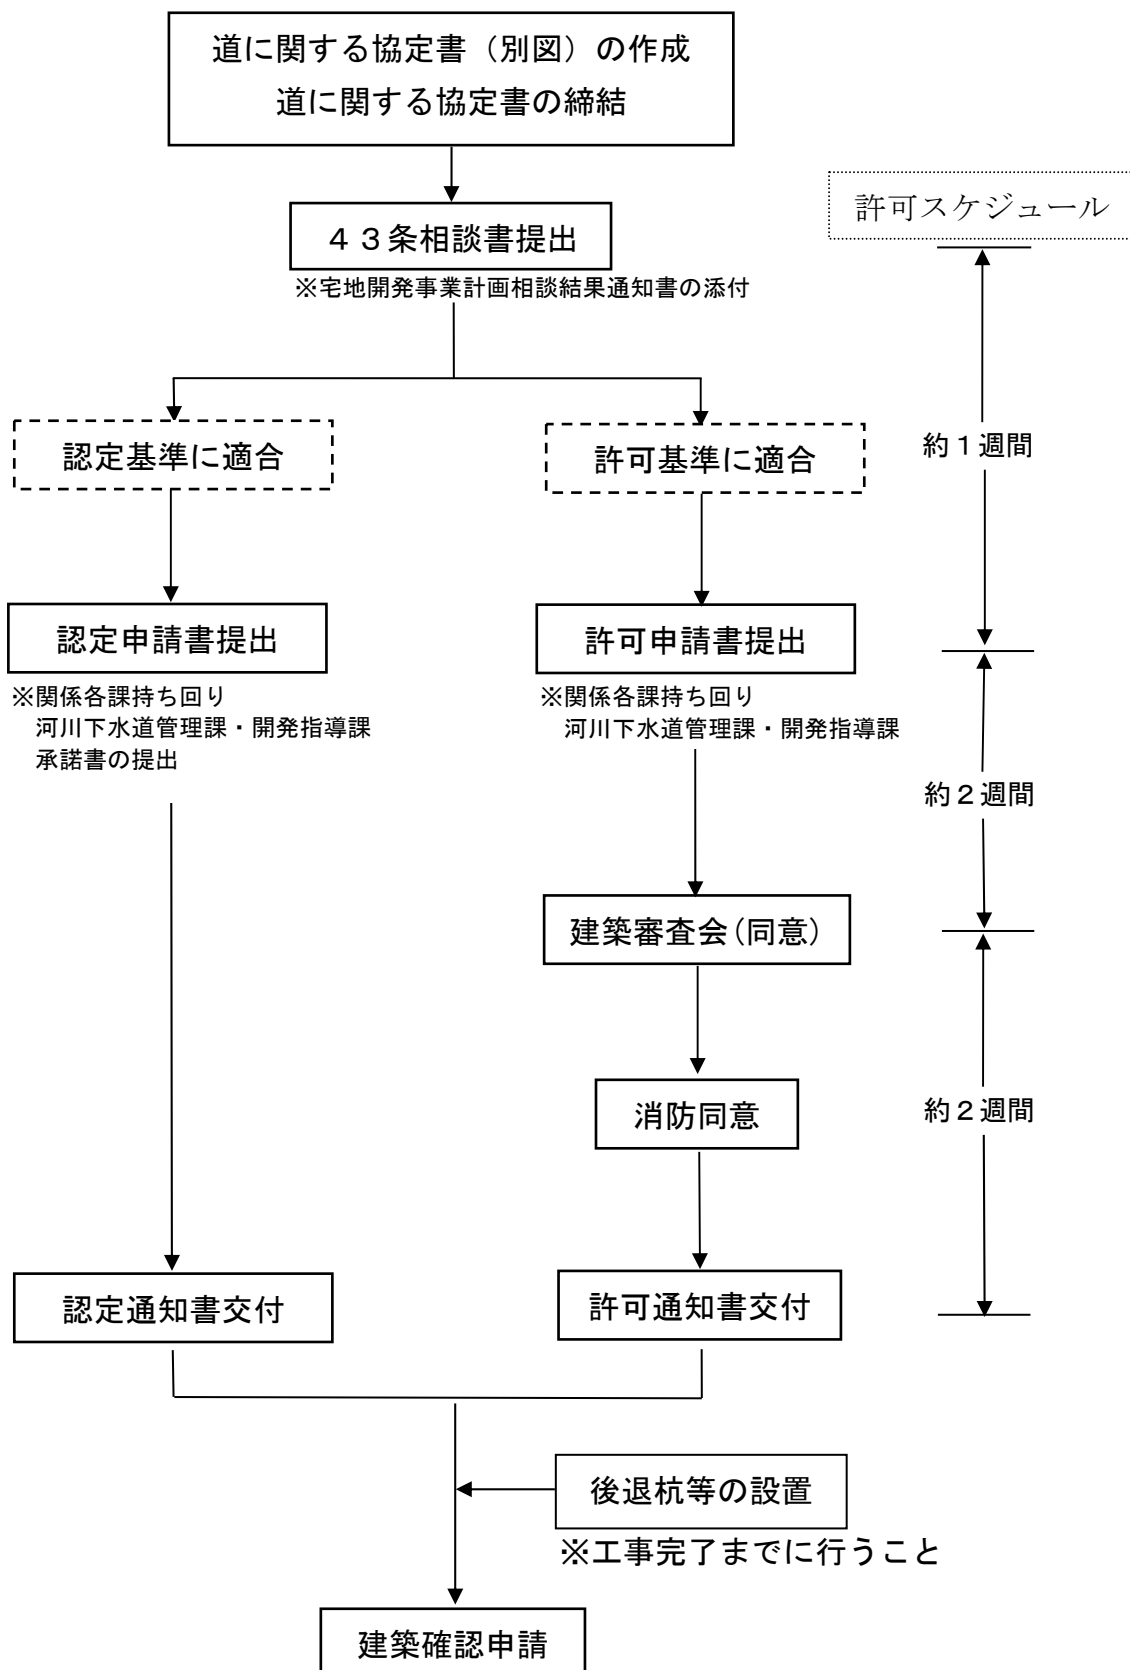 道に関する協定書（別図）の作成
道に関する協定書の締結
許可スケジュール
４３条相談書提出
※宅地開発事業計画相談結果通知書の添付
認定基準に適合
許可基準に適合
約１週間
認定申請書提出
許可申請書提出
※関係各課持ち回り
河川下水道管理課・開発指導課
承諾書の提出
※関係各課持ち回り
河川下水道管理課・開発指導課
約２週間
建築審査会（同意）
消防同意
約２週間
認定通知書交付
許可通知書交付
後退杭等の設置
※工事完了までに行うこと
建築確認申請